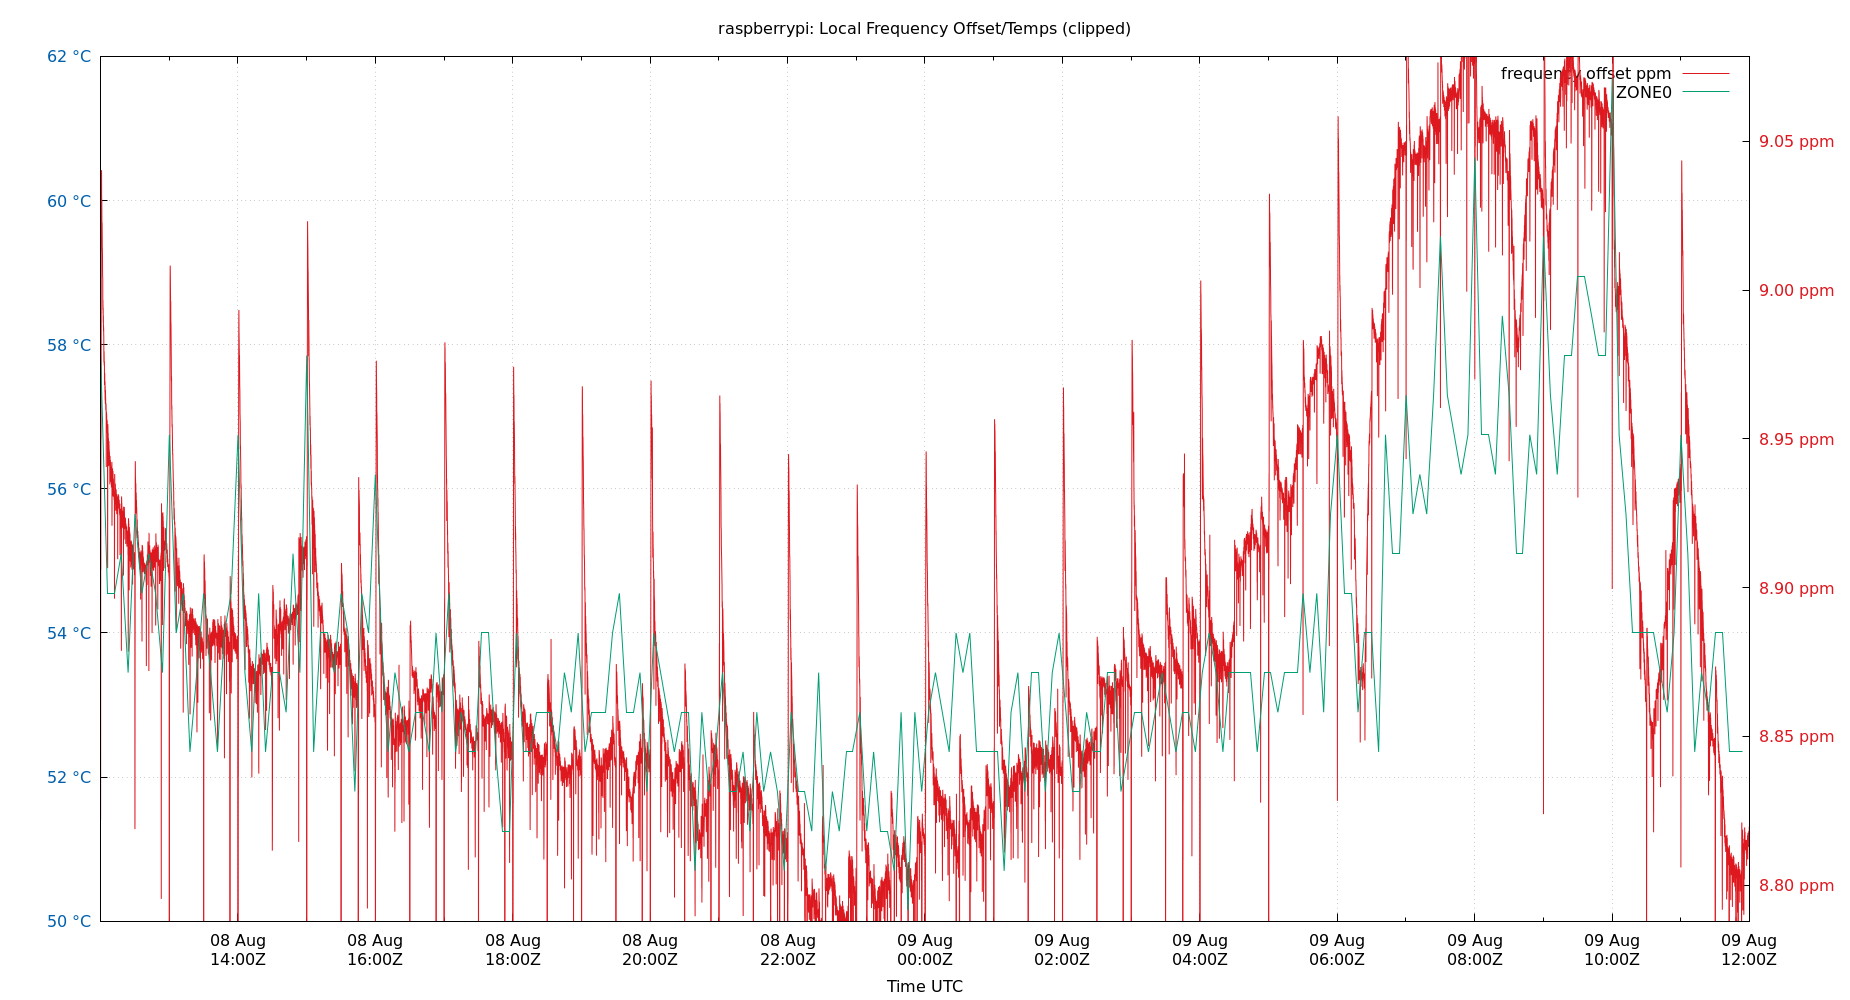 raspberrypi: Local Frequency Offset/Temps (clipped)
62 °C
60 °C
58 °C
56 °C
54 °C
52 °C
50 °C
frequency offset ppm
ZONE0
9.05 ppm
9.00 ppm
8.95 ppm
8.90 ppm
8.85 ppm
8.80 ppm
08 Aug
14:00Z
08 Aug
16:00Z
08 Aug
18:00Z
08 Aug
20:00Z
08 Aug
22:00Z
09 Aug
00:00Z
09 Aug
02:00Z
09 Aug
04:00Z
09 Aug
06:00Z
09 Aug
08:00Z
09 Aug
10:00Z
09 Aug
12:00Z
Time UTC